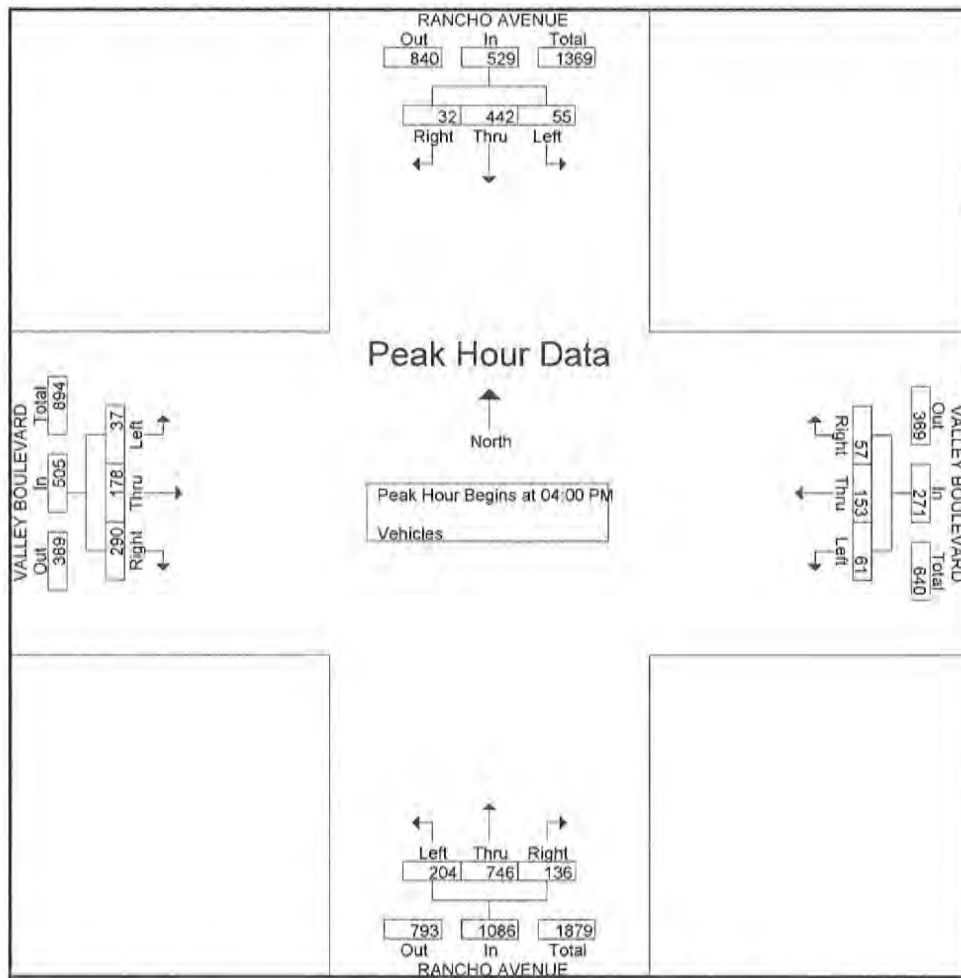 RANCHO AVENUE
Out In Total
840 529 1369
32 442 55
Right Thru Left
Peak Hour Data
North
Peak Hour Begins at 04:00 PM
Vehicles
VALLEY BOULEVARD
Out In Total
389 505 894
Right Thru Left
290 178 37
VALLEY BOULEVARD
Out In Total
369 271 640
Right Thru Left
57 153 61
Left Thru Right
204 746 136
793 1086 1879
Out In Total
RANCHO AVENUE